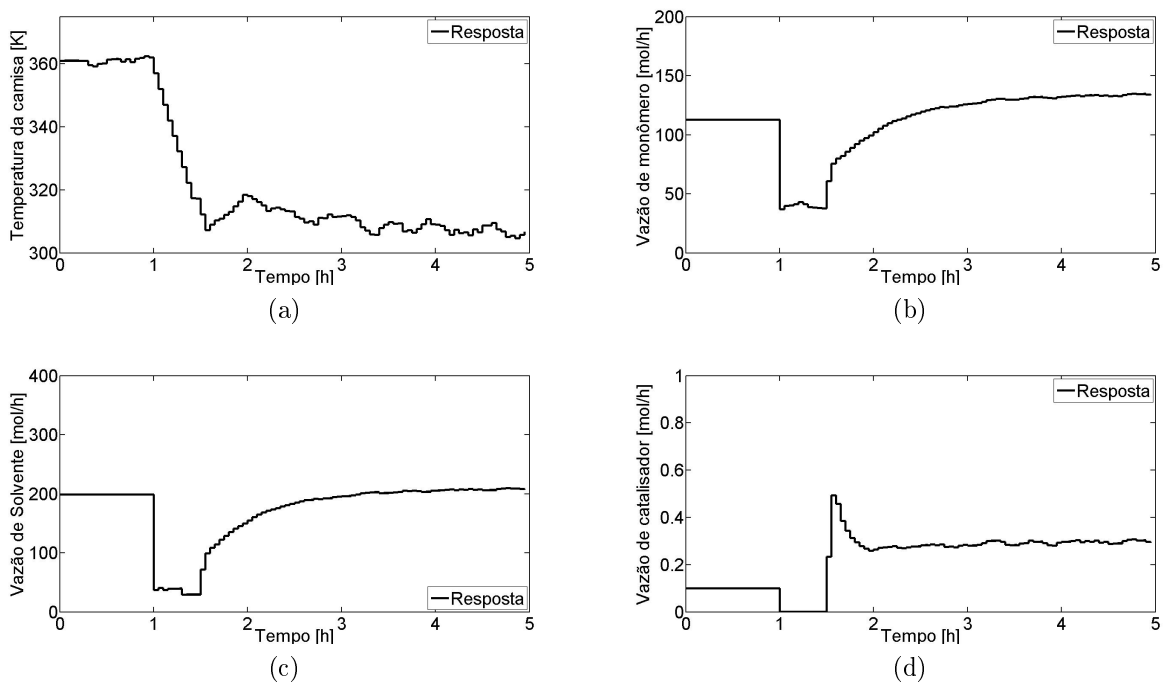 Temperatura da camisa [K]
360
340
320
300
0 1 2 3 4 5
Tempo [h]
Resposta
(a)
Vazão de monômero [mol/h]
200
150
100
50
0
0 1 2 3 4 5
Tempo [h]
Resposta
(b)
Vazão de Solvente [mol/h]
400
300
200
100
0
0 1 2 3 4 5
Tempo [h]
Resposta
(c)
Vazão de catalisador [mol/h]
1
0.8
0.6
0.4
0.2
0
0 1 2 3 4 5
Tempo [h]
Resposta
(d)